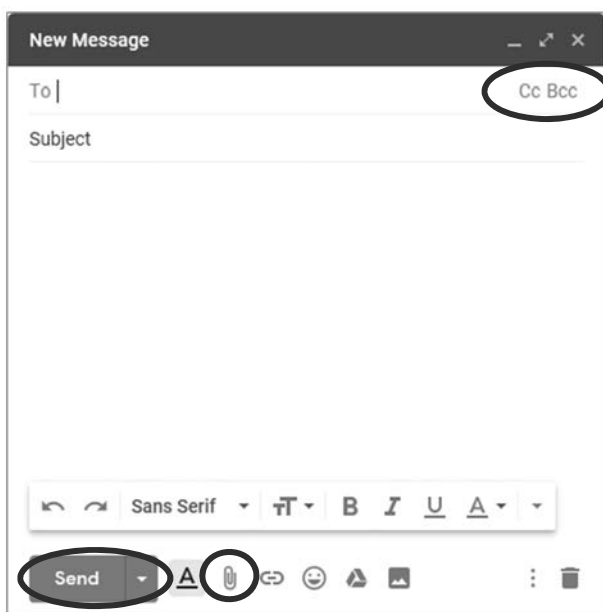 New Message
To
Cc Bcc
Subject
Sans Serif
B I U A
Send A